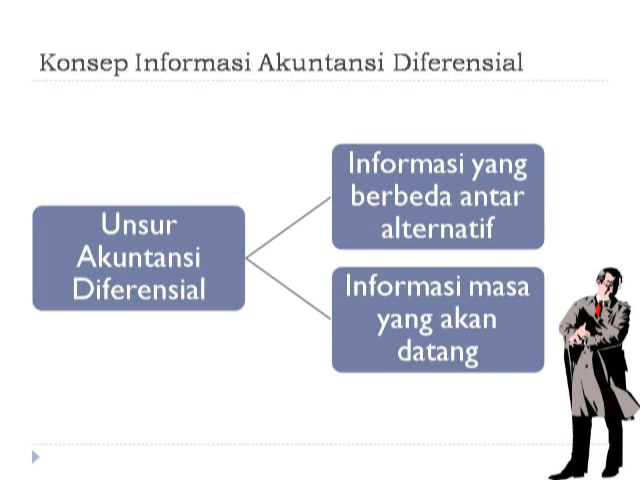 Konsep Informasi Akuntansi Diferensial
Unsur
Akuntansi
Diferensial
Informasi yang
berbeda antar
alternatif
Informasi masa
yang akan
datang